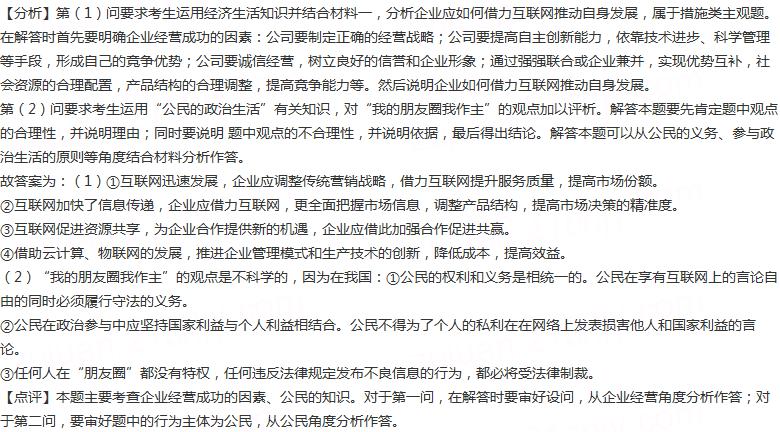 【分析】第（1）问要求考生运用经济生活知识并结合材料一，分析企业应如何借力互联网推动自身发展，属于措施类主观题。
在解答时首先要明确企业经营成功的因素：公司要制定正确的经营战略；公司要提高自主创新能力，依靠技术进步、科学管理
等手段，形成自己的竞争优势；公司要诚信经营，树立良好的信誉和企业形象；通过强强联合或企业兼并，实现优势互补，社
会资源的合理配置，产品结构的合理调整，提高竞争能力等。然后说明企业如何借力互联网推动自身发展。
第（2）问要求考生运用“公民的政治生活”有关知识，对“我的朋友圈我作主”的观点加以评析。解答本题要先肯定题中观点
的合理性，并说明理由；同时要说明 题中观点的不合理性，并说明依据，最后得出结论。解答本题可以从公民的义务、参与政
治生活的原则等角度结合材料分析作答。
故答案为：（1）①互联网迅速发展，企业应调整传统营销战略，借力互联网提升服务质量，提高市场份额。
②互联网加快了信息传递，企业应借力互联网，更全面把握市场信息，调整产品结构，提高市场决策的精准度。
③互联网促进资源共享，为企业合作提供新的机遇，企业应借此加强合作促进共赢。
④借助云计算、物联网的发展，推进企业管理模式和生产技术的创新，降低成本，提高效益。
（2）“我的朋友圈我作主”的观点是不科学的，因为在我国：①公民的权利和义务是相统一的。公民在享有互联网上的言论自
由的同时必须履行守法的义务。
②公民在政治参与中应坚持国家利益与个人利益相结合。公民不得为了个人的私利在在网络上发表损害他人和国家利益的言
论。
③任何人在“朋友圈”都没有特权，任何违反法律规定发布不良信息的行为，都必将受法律制裁。
【点评】本题主要考查企业经营成功的因素、公民的知识。对于第一问，在解答时要审好设问，从企业经营角度分析作答；对
于第二问，要审好题中的行为主体为公民，从公民角度分析作答。